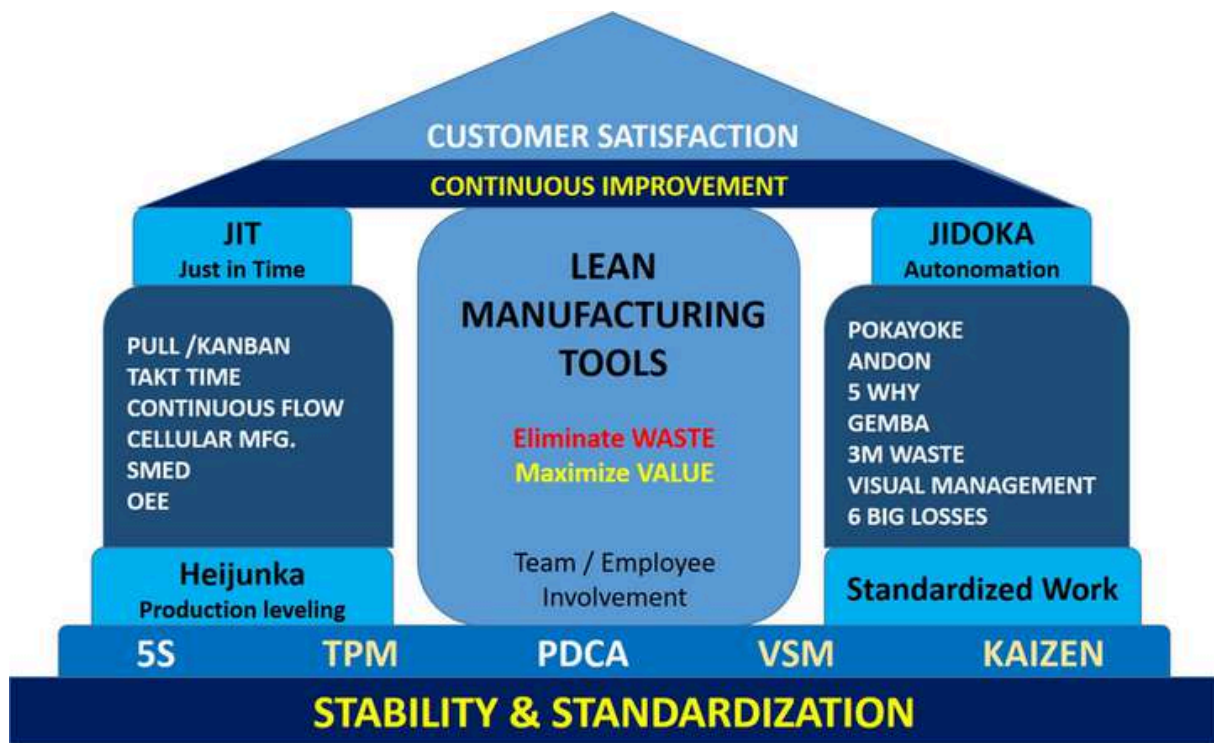 CUSTOMER SATISFACTION
CONTINUOUS IMPROVEMENT
JIT
Just in Time
PULL /KANBAN
TAKT TIME
CONTINUOUS FLOW
CELLULAR MFG.
SMED
OEE
Heijunka
Production leveling
LEAN
MANUFACTURING
TOOLS
Eliminate WASTE
Maximize VALUE
Team / Employee
Involvement
JIDOKA
Autonomation
POKAYOKE
ANDON
5 WHY
GEMBA
3M WASTE
VISUAL MANAGEMENT
6 BIG LOSSES
Standardized Work
5S TPM PDCA VSM KAIZEN
STABILITY & STANDARDIZATION